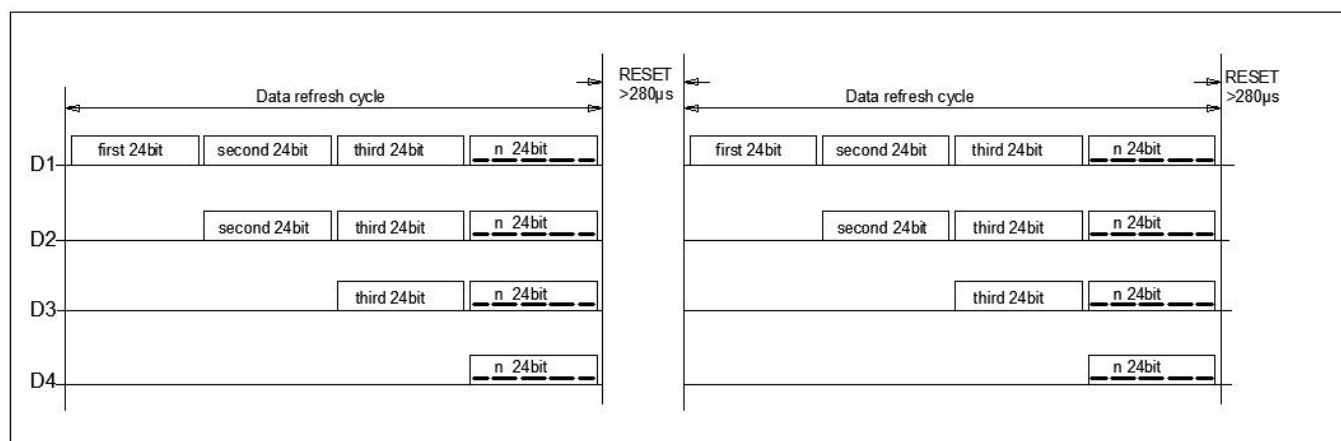 RESET
>280µs
RESET
>280µs
Data refresh cycle
Data refresh cycle
D1
first 24bit
second 24bit
third 24bit
n 24bit
first 24bit
second 24bit
third 24bit
n 24bit
D2
second 24bit
third 24bit
n 24bit
second 24bit
third 24bit
n 24bit
D3
third 24bit
n 24bit
third 24bit
n 24bit
D4
n 24bit
n 24bit